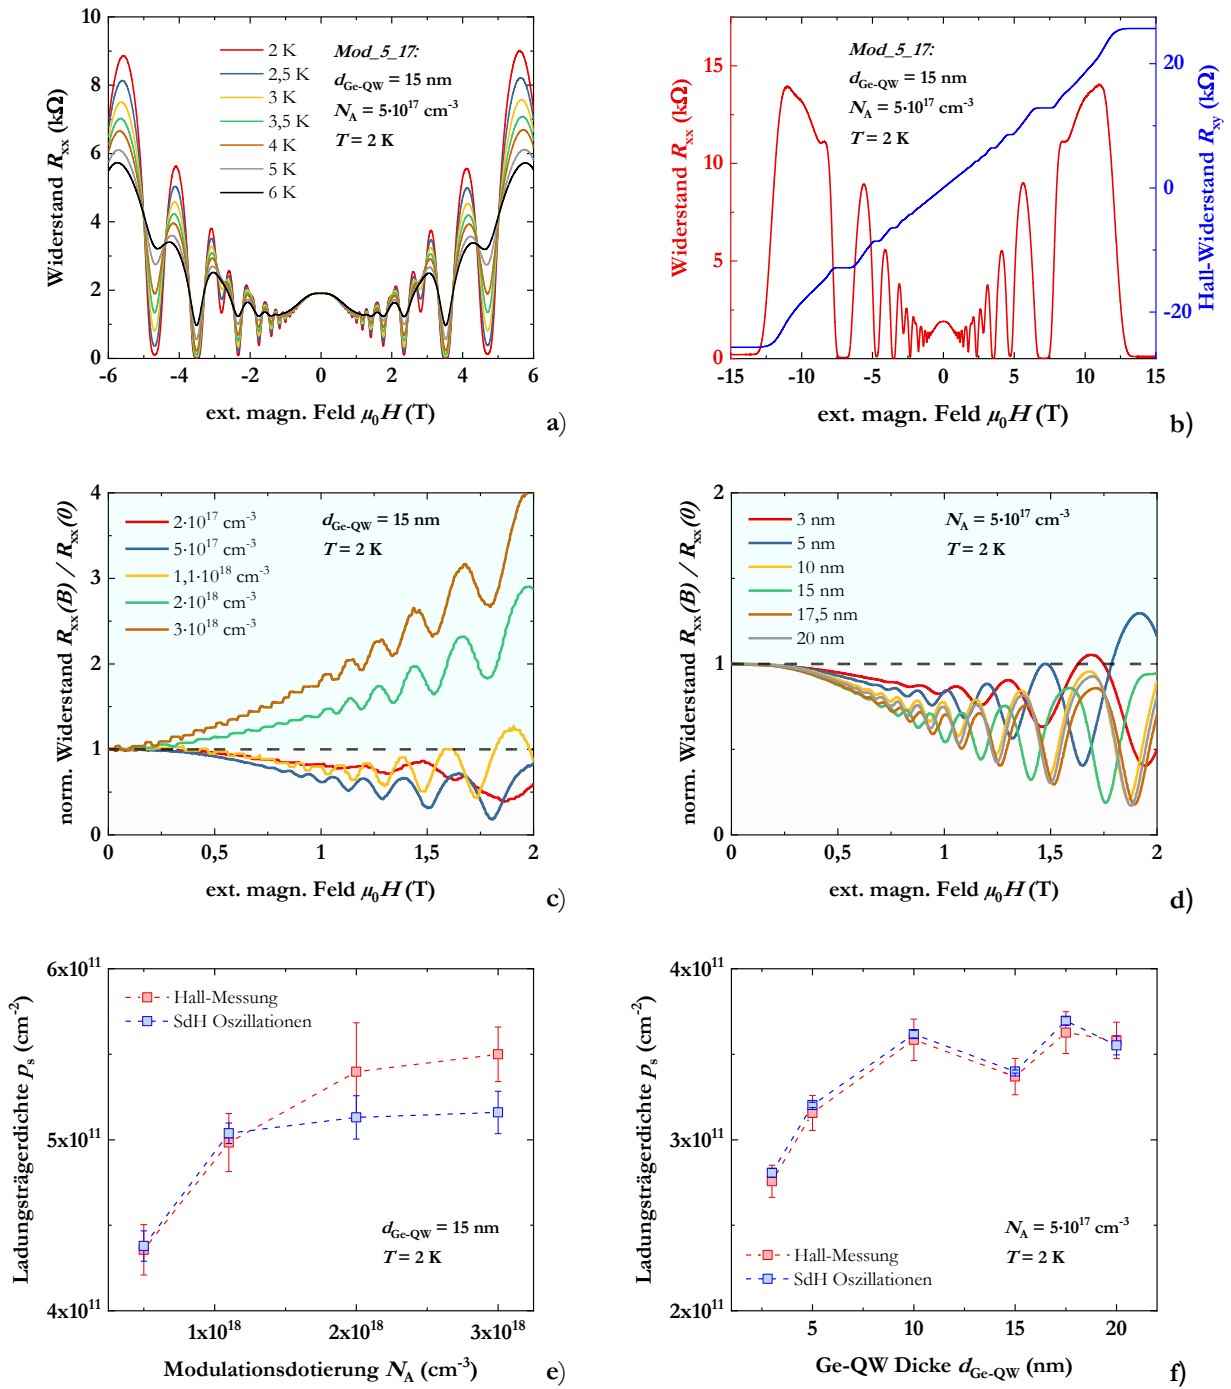 10
8
6
4
2
0
Widerstand Rxx (kΩ)
2 K
2,5 K
3 K
3,5 K
4 K
5 K
6 K
Mod_5_17:
dGe-QW = 15 nm
NA = 5·10^17 cm^-3
T = 2 K
-6 -4 -2 0 2 4 6
ext. magn. Feld μ0H (T)
a)
15
10
5
0
Widerstand Rxx (kΩ)
Mod_5_17:
dGe-QW = 15 nm
NA = 5·10^17 cm^-3
T = 2 K
20
0
-20
Hall-Widerstand Rxy (kΩ)
-15 -10 -5 0 5 10 15
ext. magn. Feld μ0H (T)
b)
4
3
2
1
0
norm. Widerstand Rxx(B) / Rxx(0)
2·10^17 cm^-3
5·10^17 cm^-3
1,1·10^18 cm^-3
2·10^18 cm^-3
3·10^18 cm^-3
dGe-QW = 15 nm
T = 2 K
0 0,5 1 1,5 2
ext. magn. Feld μ0H (T)
c)
2
1
0
norm. Widerstand Rxx(B) / Rxx(0)
3 nm
5 nm
10 nm
15 nm
17,5 nm
20 nm
NA = 5·10^17 cm^-3
T = 2 K
0 0,5 1 1,5 2
ext. magn. Feld μ0H (T)
d)
6x10^11
5x10^11
4x10^11
Ladungsträgerdichte ps (cm^-2)
Hall-Messung
SdH Oszillationen
dGe-QW = 15 nm
T = 2 K
1x10^18 2x10^18 3x10^18
Modulationsdotierung NA (cm^-3)
e)
4x10^11
3x10^11
2x10^11
Ladungsträgerdichte ps (cm^-2)
NA = 5·10^17 cm^-3
T = 2 K
Hall-Messung
SdH Oszillationen
5 10 15 20
Ge-QW Dicke dGe-QW (nm)
f)